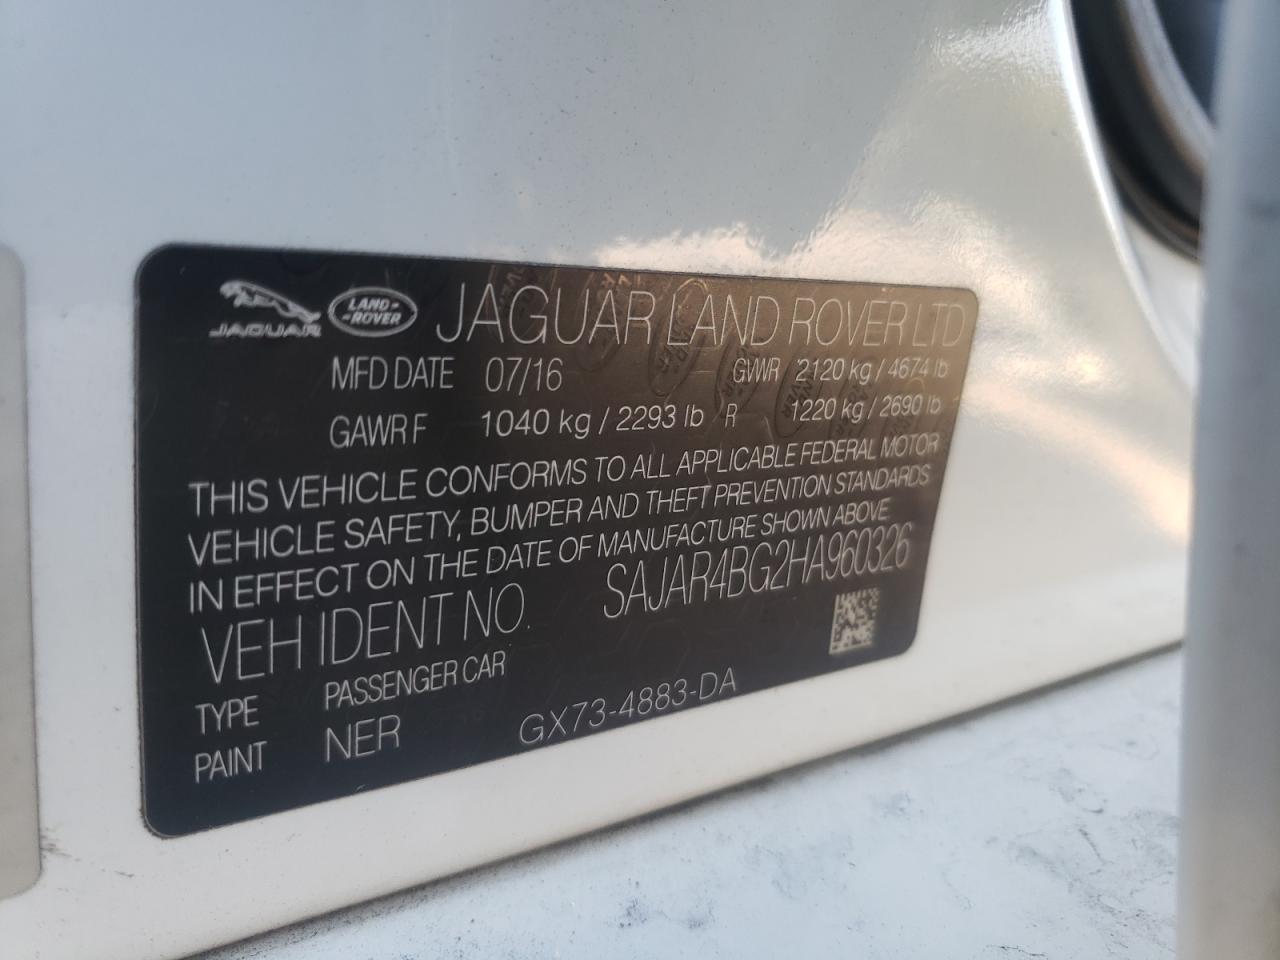 JAGUAR LAND-ROVER JAGUAR LAND ROVER LTD
MFD DATE 07/16 GVWR 2120 kg / 4674 lb
GAWR F 1040 kg / 2293 lb R 1220 kg / 2690 lb
THIS VEHICLE CONFORMS TO ALL APPLICABLE FEDERAL MOTOR
VEHICLE SAFETY, BUMPER AND THEFT PREVENTION STANDARDS
IN EFFECT ON THE DATE OF MANUFACTURE SHOWN ABOVE
VEH IDENT NO. SAJAR4BG2HA960326
TYPE PASSENGER CAR
PAINT NER GX73-4883-DA